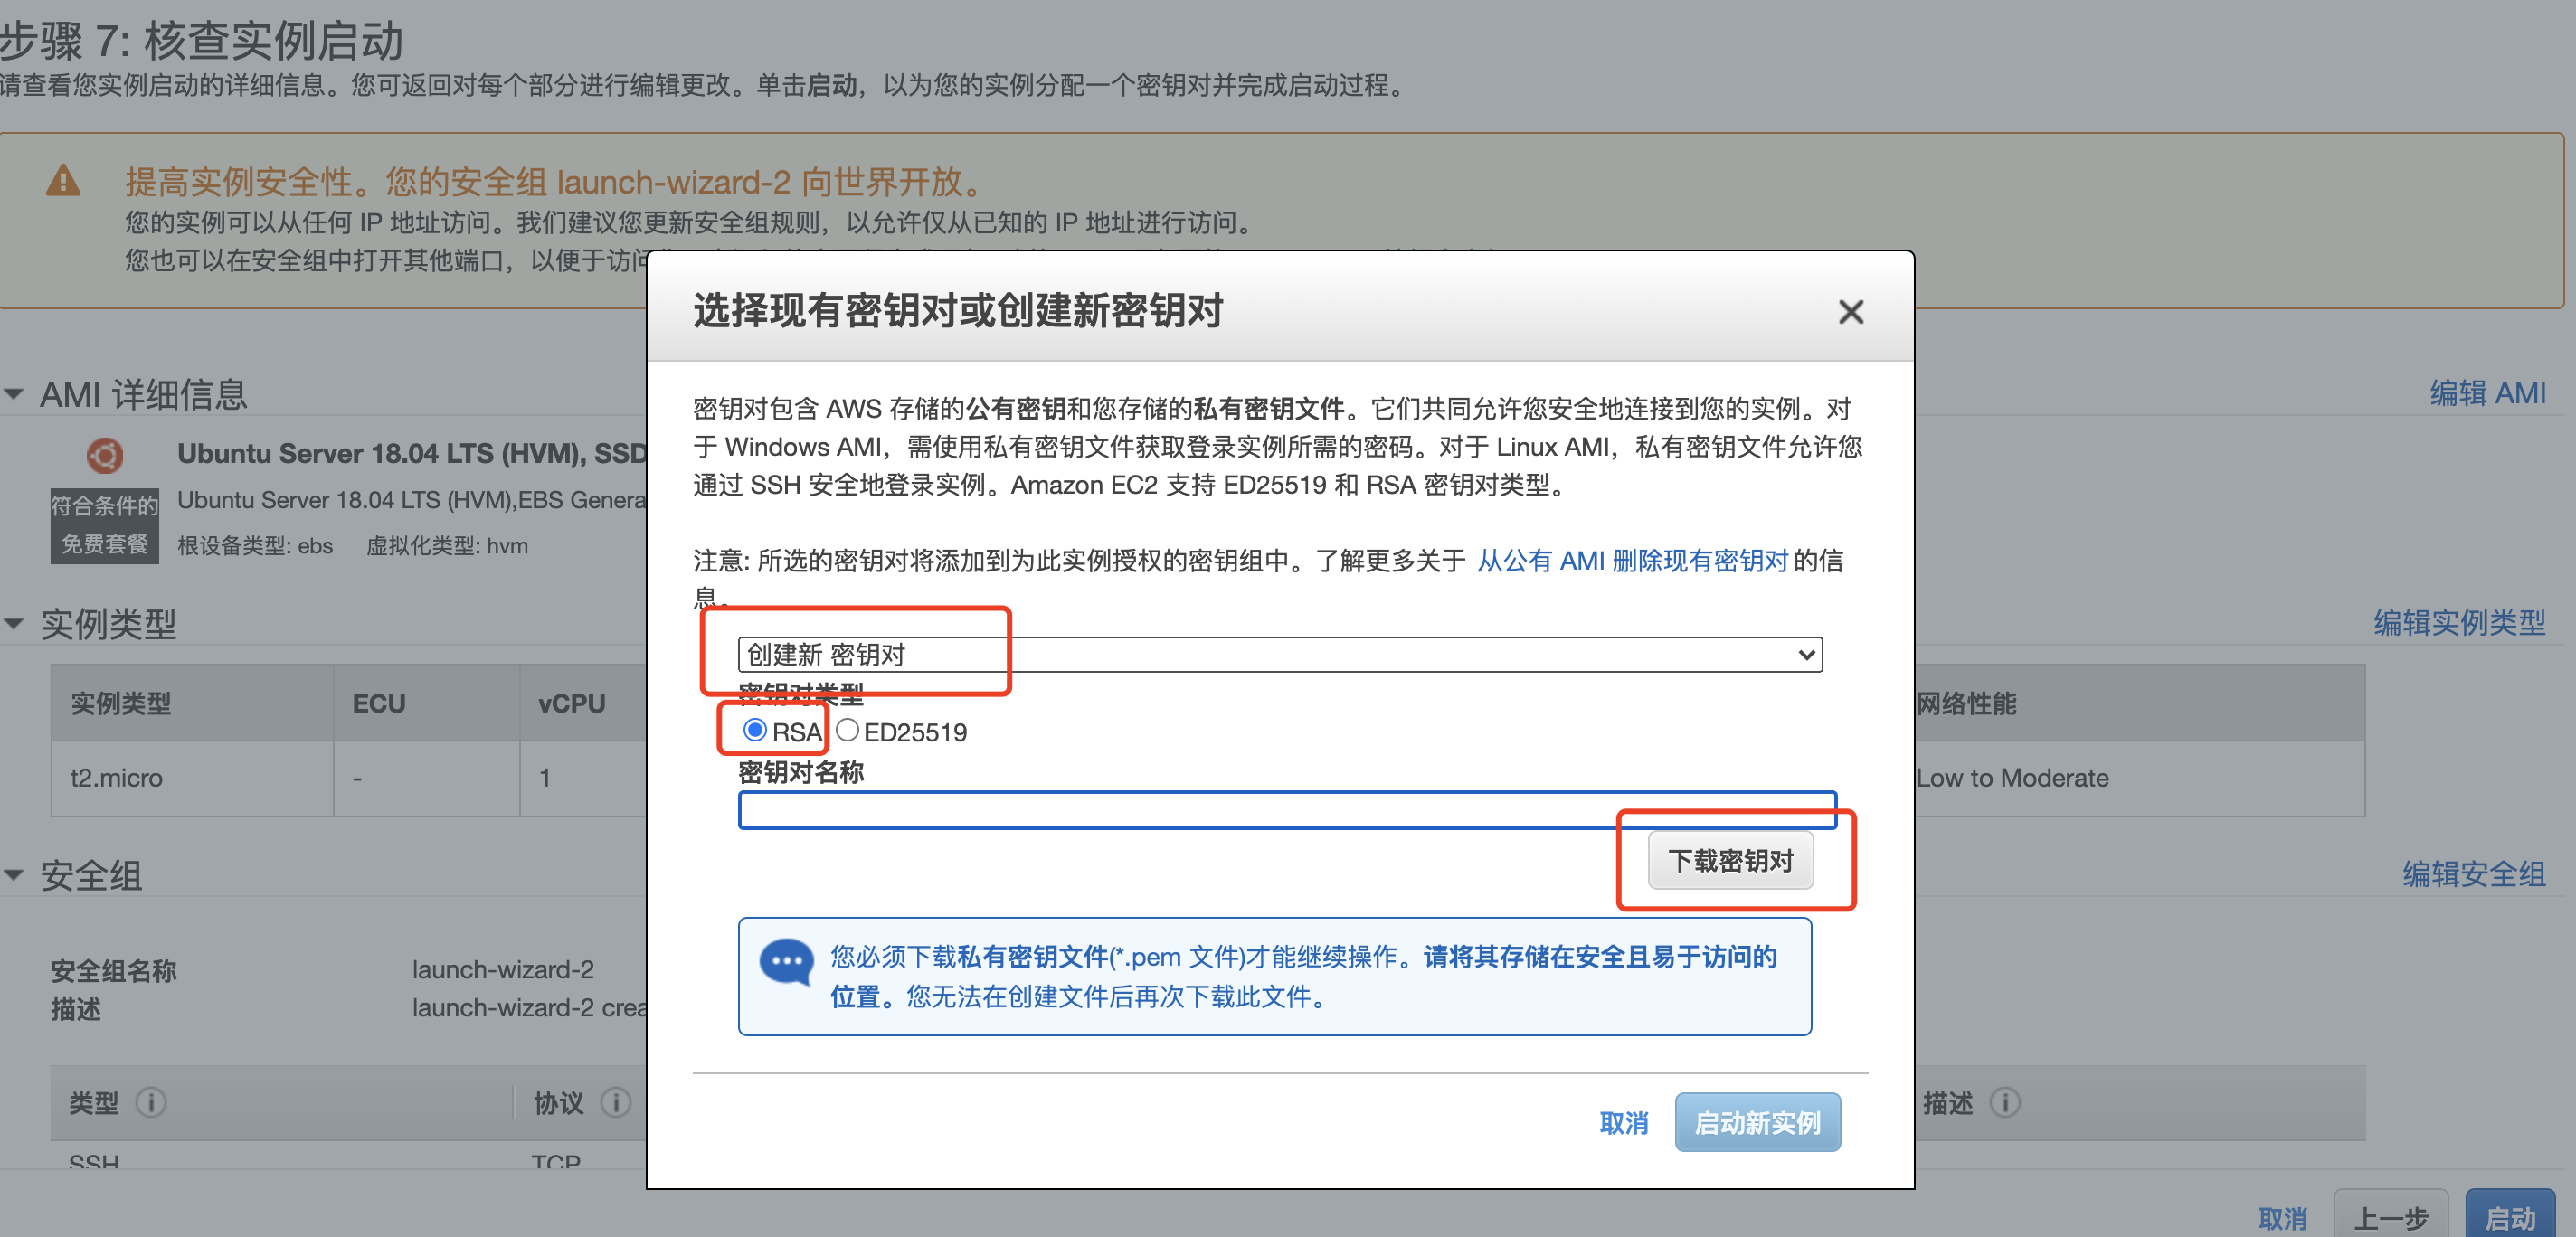 步骤 7: 核查实例启动
请查看您实例启动的详细信息。您可返回对每个部分进行编辑更改。单击启动，以为您的实例分配一个密钥对并完成启动过程。
提高实例安全性。您的安全组 launch-wizard-2 向世界开放。
您的实例可以从任何 IP 地址访问。我们建议您更新安全组规则，以允许仅从已知的 IP 地址进行访问。
您也可以在安全组中打开其他端口，以便于访问
选择现有密钥对或创建新密钥对
密钥对包含 AWS 存储的公有密钥和您存储的私有密钥文件。它们共同允许您安全地连接到您的实例。对
于 Windows AMI，需使用私有密钥文件获取登录实例所需的密码。对于 Linux AMI，私有密钥文件允许您
通过 SSH 安全地登录实例。Amazon EC2 支持 ED25519 和 RSA 密钥对类型。
注意: 所选的密钥对将添加到为此实例授权的密钥组中。了解更多关于 从公有 AMI 删除现有密钥对 的信
息。
创建新 密钥对
密钥对类型
RSA ED25519
密钥对名称
下载密钥对
您必须下载私有密钥文件(*.pem 文件)才能继续操作。请将其存储在安全且易于访问的
位置。您无法在创建文件后再次下载此文件。
取消 启动新实例
AMI 详细信息 编辑 AMI
Ubuntu Server 18.04 LTS (HVM), SSD
符合条件的
免费套餐
Ubuntu Server 18.04 LTS (HVM),EBS Genera
根设备类型: ebs 虚拟化类型: hvm
实例类型 编辑实例类型
实例类型 ECU vCPU 网络性能
t2.micro - 1 Low to Moderate
安全组 编辑安全组
安全组名称 launch-wizard-2
描述 launch-wizard-2 crea
类型 协议 描述
SSH TCP
取消 上一步 启动